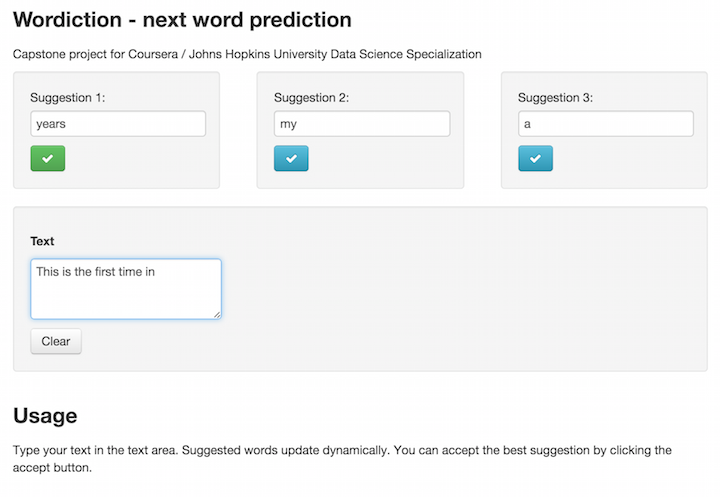 Wordiction - next word prediction
Capstone project for Coursera / Johns Hopkins University Data Science Specialization
Suggestion 1:
years
Suggestion 2:
my
Suggestion 3:
a
Text
This is the first time in
Clear
Usage
Type your text in the text area. Suggested words update dynamically. You can accept the best suggestion by clicking the
accept button.